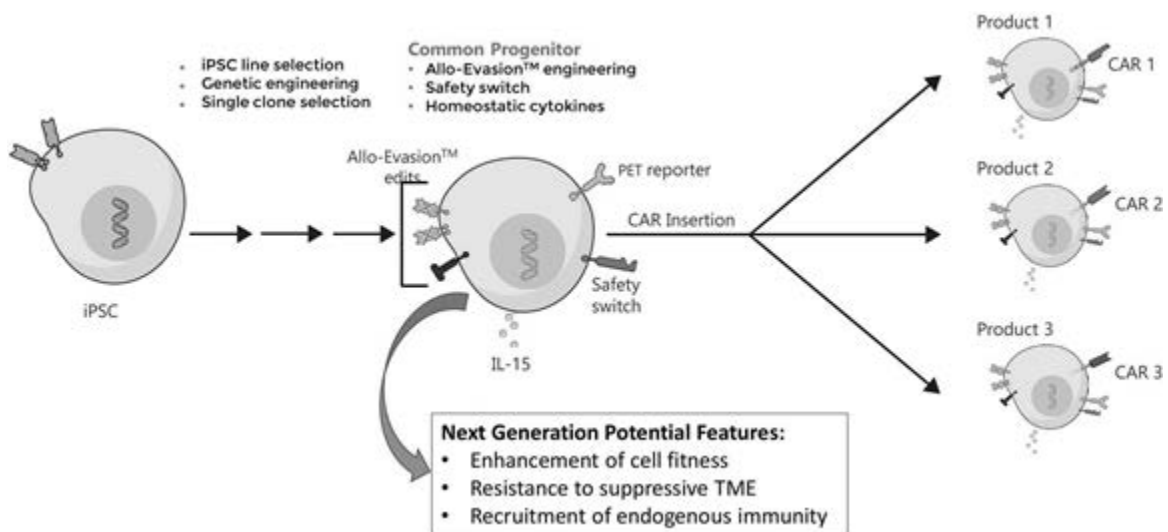 • iPSC line selection
• Genetic engineering
• Single clone selection
Common Progenitor
• Allo-Evasion™ engineering
• Safety switch
• Homeostatic cytokines
iPSC
Allo-Evasion™
edits
PET reporter
Safety
switch
IL-15
CAR Insertion
Product 1
CAR 1
Product 2
CAR 2
Product 3
CAR 3
Next Generation Potential Features:
• Enhancement of cell fitness
• Resistance to suppressive TME
• Recruitment of endogenous immunity